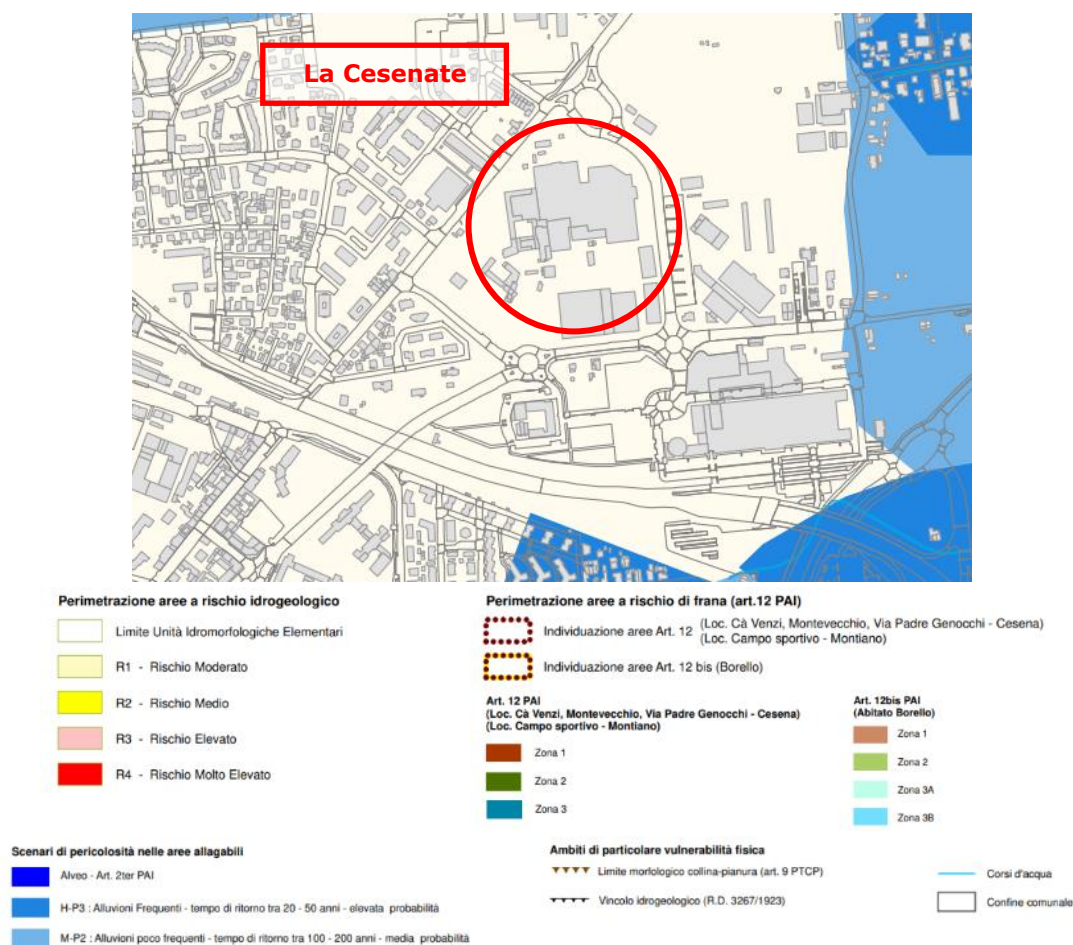 La Cesenate
Perimetrazione aree a rischio idrogeologico
Limite Unità Idromorfologiche Elementari
R1 - Rischio Moderato
R2 - Rischio Medio
R3 - Rischio Elevato
R4 - Rischio Molto Elevato
Perimetrazione aree a rischio di frana (art.12 PAI)
Individuazione aree Art. 12 (Loc. Cà Venzi, Montevecchio, Via Padre Genocchi - Cesena)
(Loc. Campo sportivo - Montiano)
Individuazione aree Art. 12 bis (Borello)
Art. 12 PAI
(Loc. Cà Venzi, Montevecchio, Via Padre Genocchi - Cesena)
(Loc. Campo sportivo - Montiano)
Zona 1
Zona 2
Zona 3
Art. 12bis PAI
(Abitato Borello)
Zona 1
Zona 2
Zona 3A
Zona 3B
Scenari di pericolosità nelle aree allagabili
Alveo - Art. 2ter PAI
H-P3 : Alluvioni Frequenti - tempo di ritorno tra 20 - 50 anni - elevata probabilità
M-P2 : Alluvioni poco frequenti - tempo di ritorno tra 100 - 200 anni - media probabilità
Ambiti di particolare vulnerabilità fisica
Limite morfologico collina-pianura (art. 9 PTCP)
Vincolo idrogeologico (R.D. 3267/1923)
Corsi d'acqua
Confine comunale